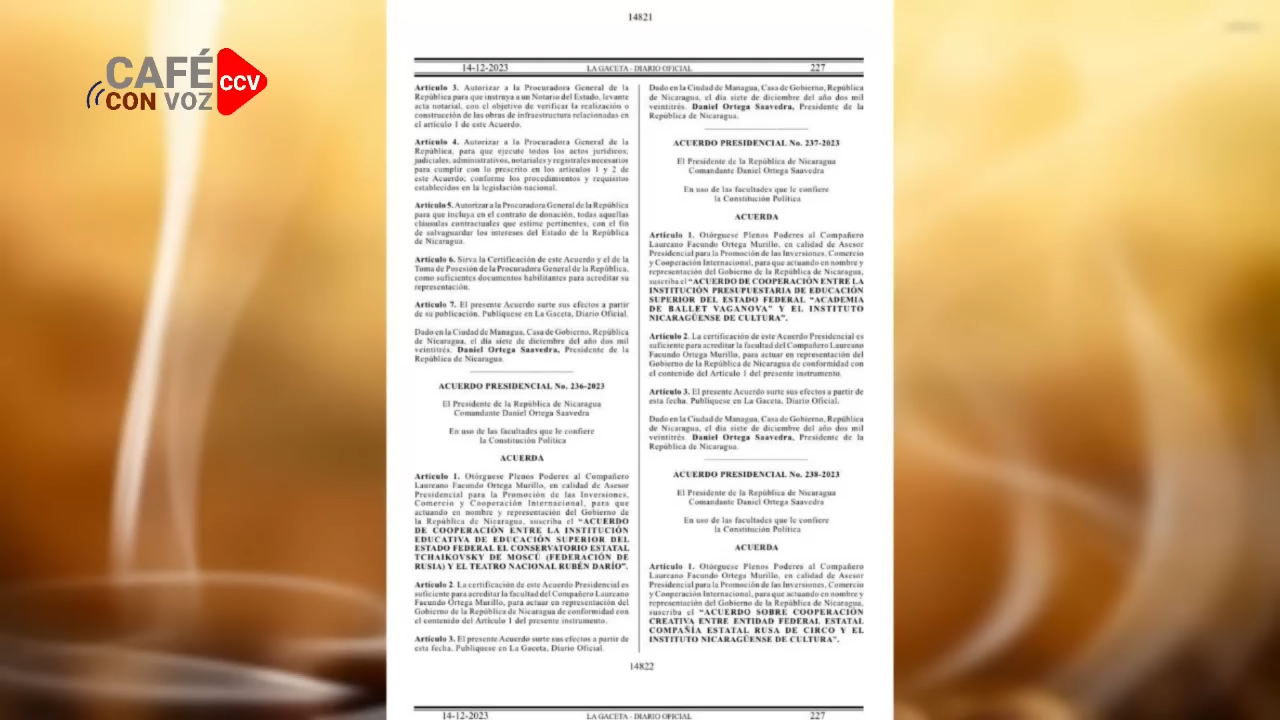 14821
CAFÉ
CON VOZ
CCV
14-12-2023 LA GACETA - DIARIO OFICIAL 227
Artículo 3. Autorizar a la Procuradora General de la
República para que instruya a un Notario del Estado, levante
acta notarial, con el objetivo de verificar la realización o
construcción de las obras de infraestructura relacionadas en
el artículo 1 de este Acuerdo.
Artículo 4. Autorizar a la Procuradora General de la
República, para que ejecute todos los actos jurídicos;
judiciales, administrativos, notariales y registrales necesarios
para cumplir con lo prescrito en los artículos 1 y 2 de
este Acuerdo; conforme los procedimientos y requisitos
establecidos en la legislación nacional.
Artículo 5. Autorizar a la Procuradora General de la República
para que incluya en el contrato de donación, todas aquellas
cláusulas contractuales que estime pertinentes, con el fin
de salvaguardar los intereses del Estado de la República
de Nicaragua.
Artículo 6. Sirva la Certificación de este Acuerdo y el de la
Toma de Posesión de la Procuradora General de la República,
como suficientes documentos habilitantes para acreditar su
representación.
Artículo 7. El presente Acuerdo surte sus efectos a partir
de su publicación. Publíquese en La Gaceta, Diario Oficial.
Dado en la Ciudad de Managua, Casa de Gobierno, República
de Nicaragua, el día siete de diciembre del año dos mil
veintitrés. Daniel Ortega Saavedra, Presidente de la
República de Nicaragua.
ACUERDO PRESIDENCIAL No. 236-2023
El Presidente de la República de Nicaragua
Comandante Daniel Ortega Saavedra
En uso de las facultades que le confiere
la Constitución Política
ACUERDA
Artículo 1. Otórguese Plenos Poderes al Compañero
Laureano Facundo Ortega Murillo, en calidad de Asesor
Presidencial para la Promoción de las Inversiones,
Comercio y Cooperación Internacional, para que
actuando en nombre y representación del Gobierno de
la República de Nicaragua, suscriba el "ACUERDO
DE COOPERACIÓN ENTRE LA INSTITUCIÓN
EDUCATIVA DE EDUCACIÓN SUPERIOR DEL
ESTADO FEDERAL EL CONSERVATORIO ESTATAL
TCHAIKOVSKY DE MOSCÚ (FEDERACIÓN DE
RUSIA) Y EL TEATRO NACIONAL RUBÉN DARÍO".
Artículo 2. La certificación de este Acuerdo Presidencial es
suficiente para acreditar la facultad del Compañero Laureano
Facundo Ortega Murillo, para actuar en representación del
Gobierno de la República de Nicaragua de conformidad con
el contenido del Artículo 1 del presente instrumento.
Artículo 3. El presente Acuerdo surte sus efectos a partir de
esta fecha. Publíquese en La Gaceta, Diario Oficial.
Dado en la Ciudad de Managua, Casa de Gobierno, República
de Nicaragua, el día siete de diciembre del año dos mil
veintitrés. Daniel Ortega Saavedra, Presidente de la
República de Nicaragua.
ACUERDO PRESIDENCIAL No. 237-2023
El Presidente de la República de Nicaragua
Comandante Daniel Ortega Saavedra
En uso de las facultades que le confiere
la Constitución Política
ACUERDA
Artículo 1. Otórguese Plenos Poderes al Compañero
Laureano Facundo Ortega Murillo, en calidad de Asesor
Presidencial para la Promoción de las Inversiones, Comercio
y Cooperación Internacional, para que actuando en nombre y
representación del Gobierno de la República de Nicaragua,
suscriba el "ACUERDO DE COOPERACIÓN ENTRE LA
INSTITUCIÓN PRESUPUESTARIA DE EDUCACIÓN
SUPERIOR DEL ESTADO FEDERAL "ACADEMIA
DE BALLET VAGANOVA" Y EL INSTITUTO
NICARAGÜENSE DE CULTURA".
Artículo 2. La certificación de este Acuerdo Presidencial es
suficiente para acreditar la facultad del Compañero Laureano
Facundo Ortega Murillo, para actuar en representación del
Gobierno de la República de Nicaragua de conformidad con
el contenido del Artículo 1 del presente instrumento.
Artículo 3. El presente Acuerdo surte sus efectos a partir de
esta fecha. Publíquese en La Gaceta, Diario Oficial.
Dado en la Ciudad de Managua, Casa de Gobierno, República
de Nicaragua, el día siete de diciembre del año dos mil
veintitrés. Daniel Ortega Saavedra, Presidente de la
República de Nicaragua.
ACUERDO PRESIDENCIAL No. 238-2023
El Presidente de la República de Nicaragua
Comandante Daniel Ortega Saavedra
En uso de las facultades que le confiere
la Constitución Política
ACUERDA
Artículo 1. Otórguese Plenos Poderes al Compañero
Laureano Facundo Ortega Murillo, en calidad de Asesor
Presidencial para la Promoción de las Inversiones, Comercio
y Cooperación Internacional, para que actuando en nombre y
representación del Gobierno de la República de Nicaragua,
suscriba el "ACUERDO SOBRE COOPERACIÓN
CREATIVA ENTRE ENTIDAD FEDERAL ESTATAL
COMPAÑÍA ESTATAL RUSA DE CIRCO Y EL
INSTITUTO NICARAGÜENSE DE CULTURA".
14822
14-12-2023 LA GACETA - DIARIO OFICIAL 227